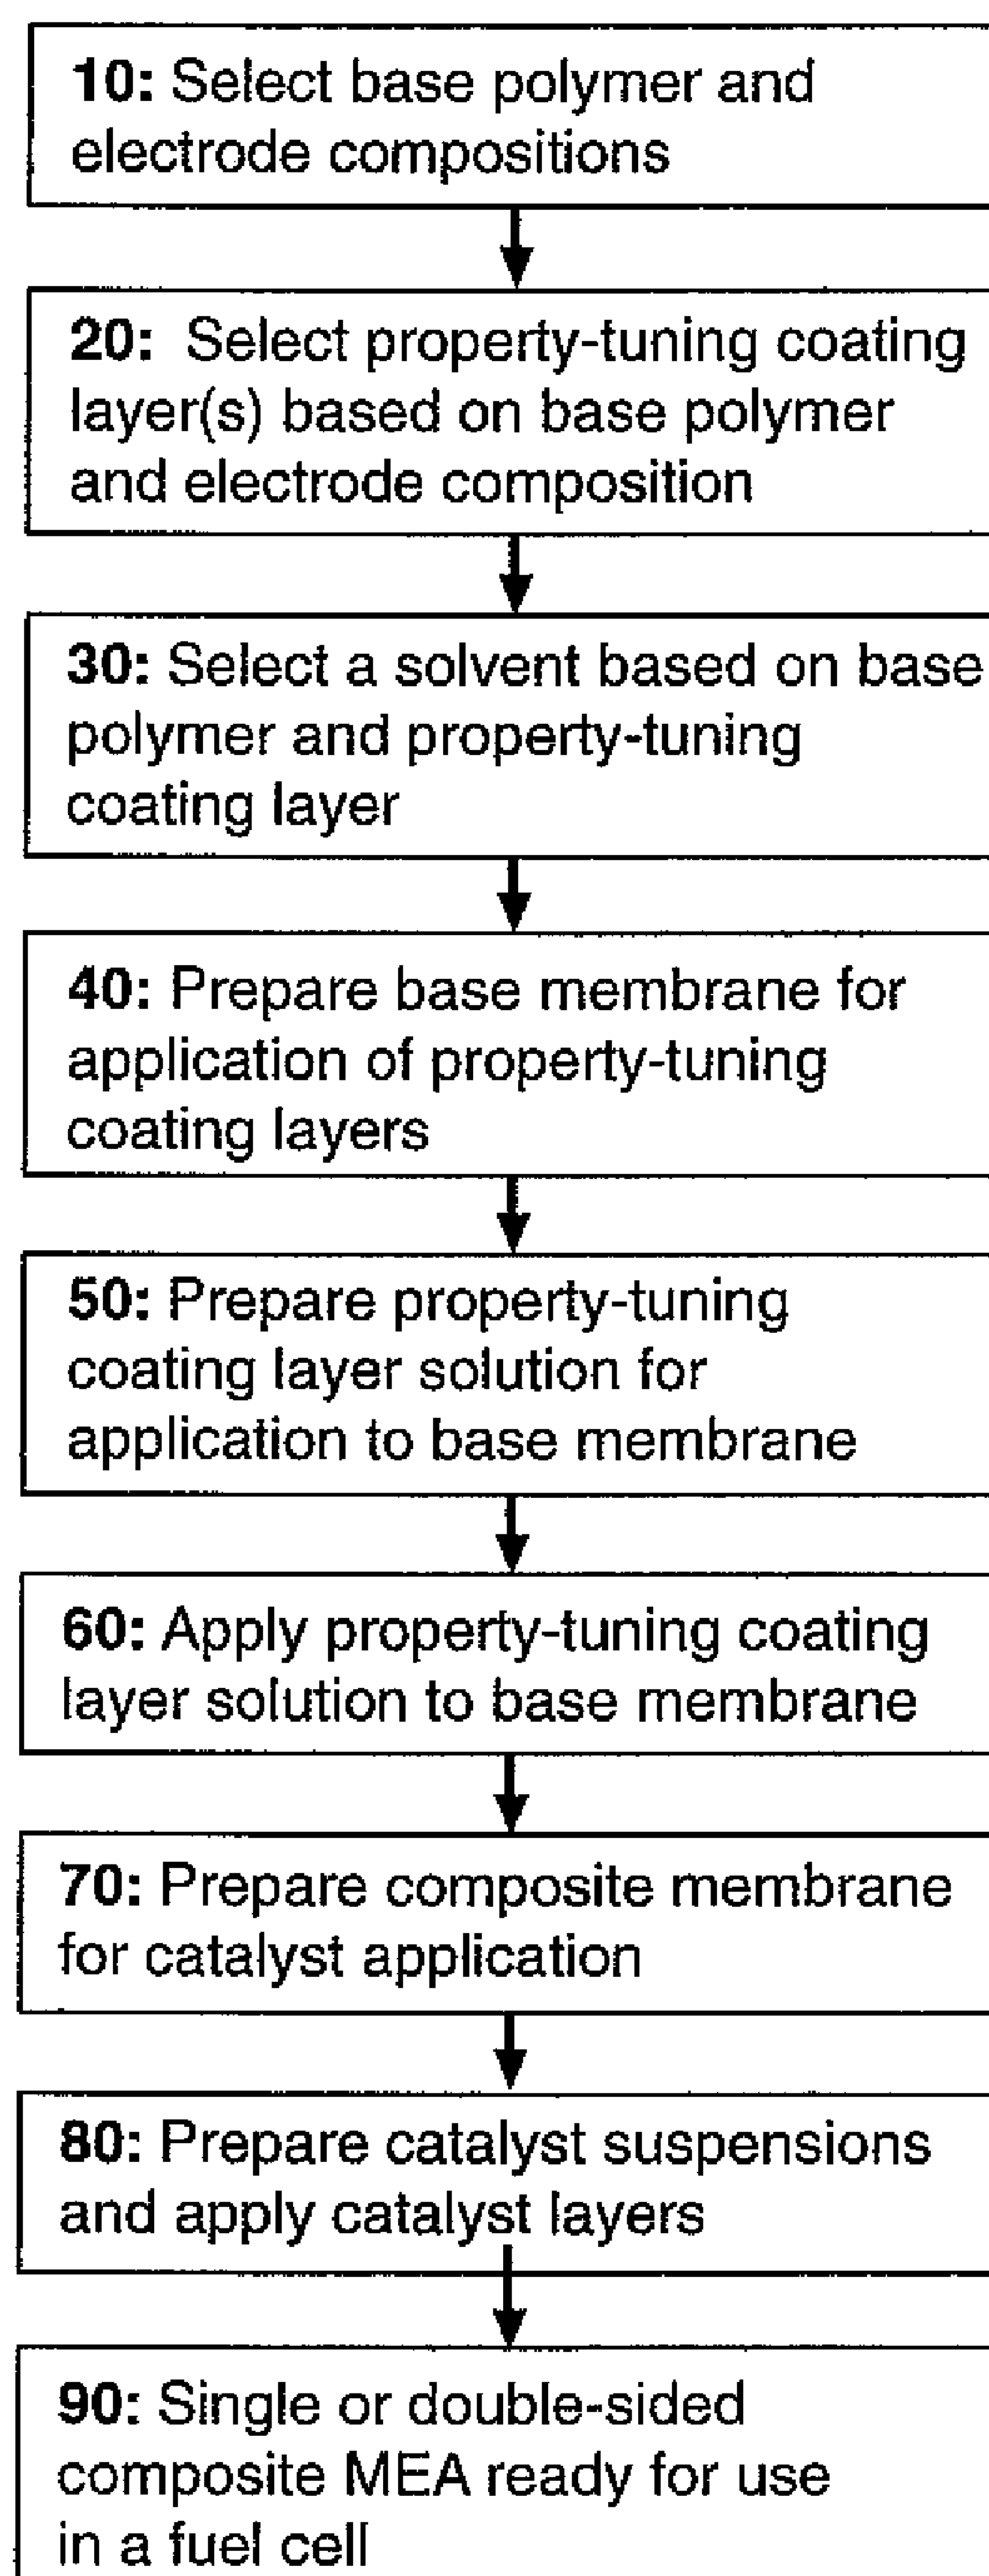 10: Select base polymer and
electrode compositions
20: Select property-tuning coating
layer(s) based on base polymer
and electrode composition
30: Select a solvent based on base
polymer and property-tuning
coating layer
40: Prepare base membrane for
application of property-tuning
coating layers
50: Prepare property-tuning
coating layer solution for
application to base membrane
60: Apply property-tuning coating
layer solution to base membrane
70: Prepare composite membrane
for catalyst application
80: Prepare catalyst suspensions
and apply catalyst layers
90: Single or double-sided
composite MEA ready for use
in a fuel cell